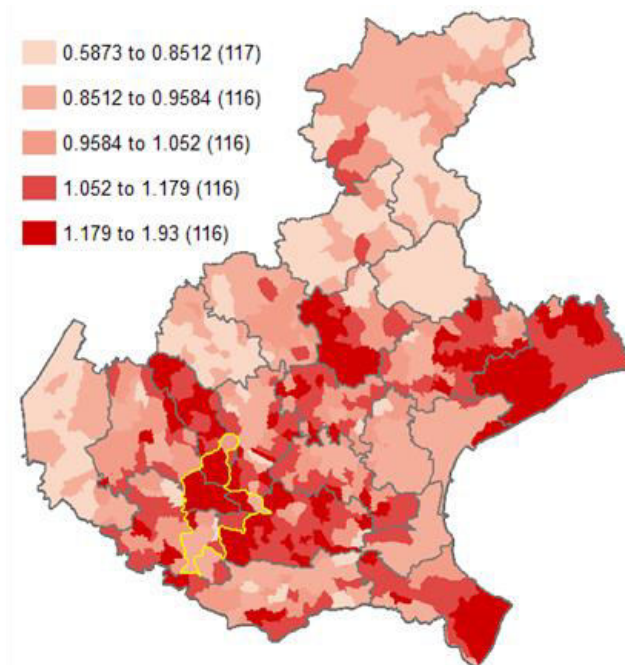 0.5873 to 0.8512 (117)
0.8512 to 0.9584 (116)
0.9584 to 1.052 (116)
1.052 to 1.179 (116)
1.179 to 1.93 (116)